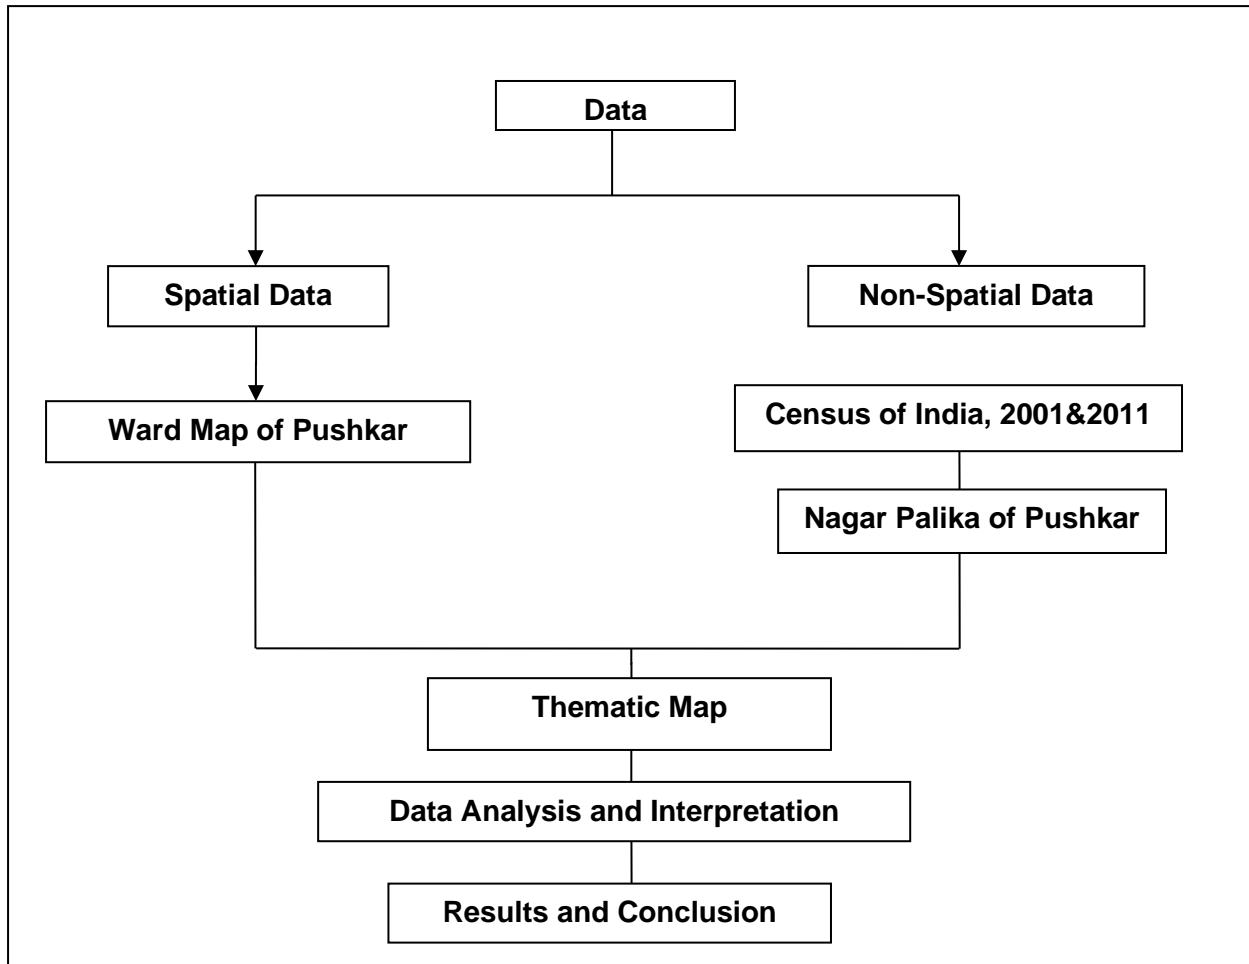 Data
Spatial Data
Non-Spatial Data
Census of India, 2001&2011
Ward Map of Pushkar
Nagar Palika of Pushkar
Thematic Map
Data Analysis and Interpretation
Results and Conclusion